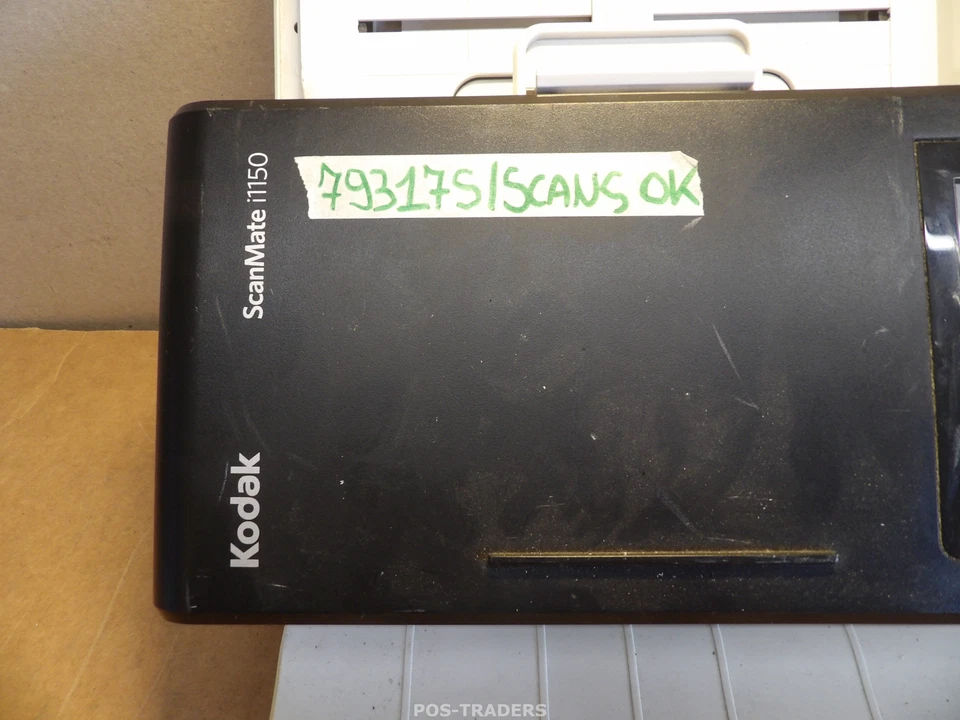 79317S/SCANS OK
ScanMate i1150
Kodak
POS-TRADERS